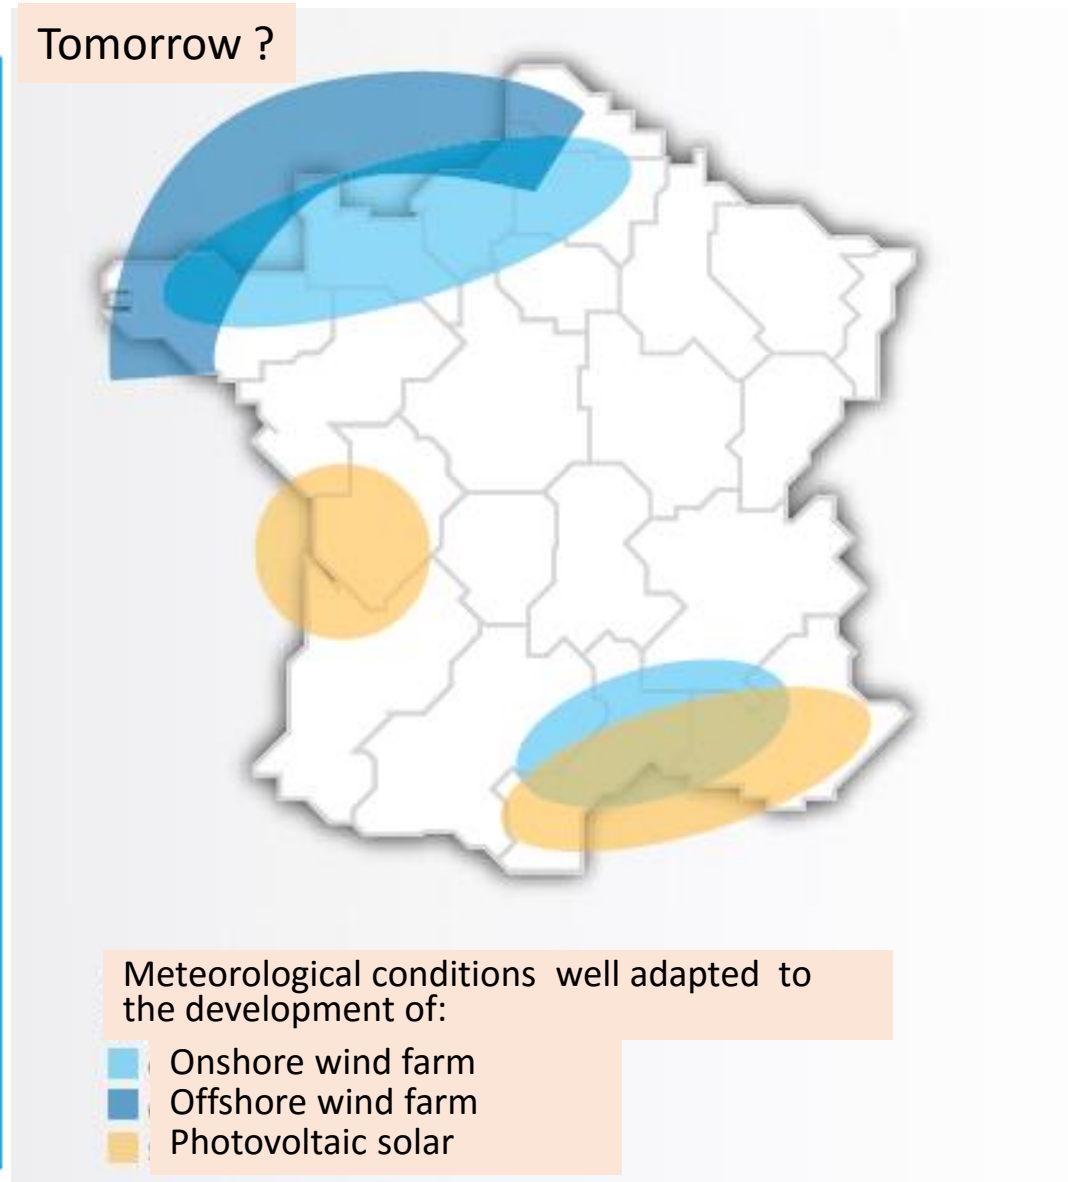 Tomorrow ?
Meteorological conditions well adapted to
the development of:
Onshore wind farm
Offshore wind farm
Photovoltaic solar